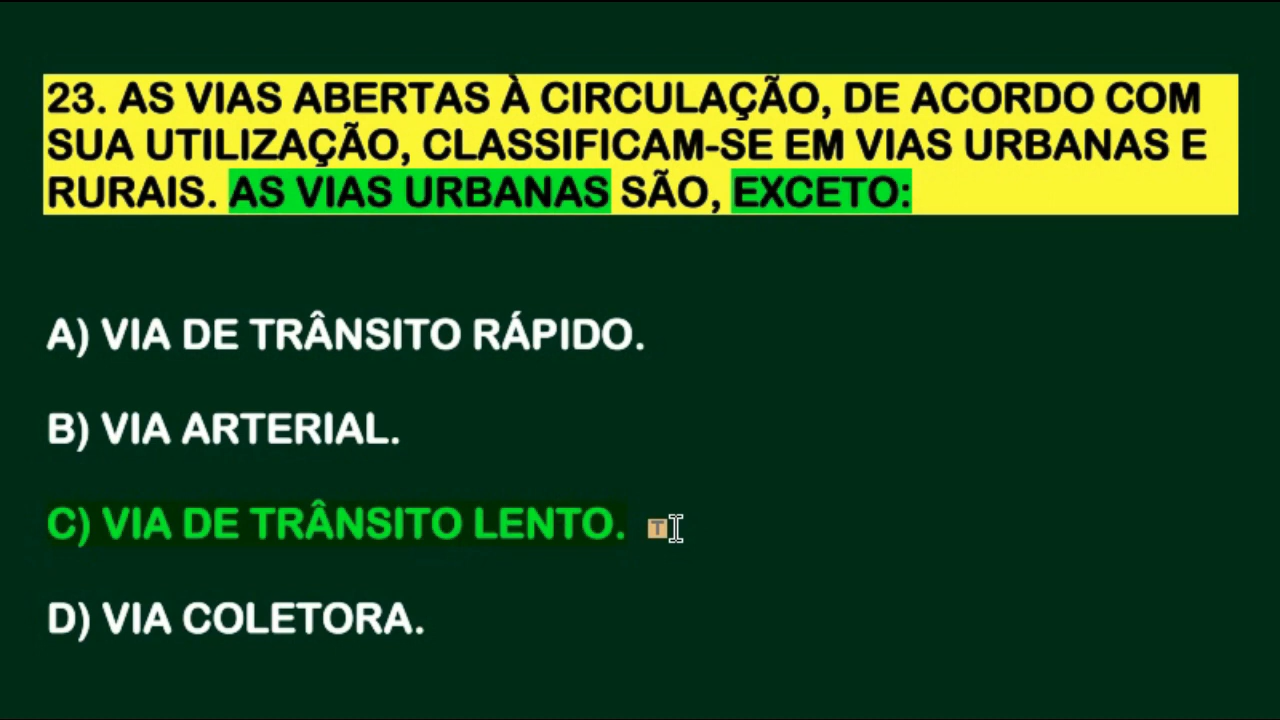 23. AS VIAS ABERTAS À CIRCULAÇÃO, DE ACORDO COM
SUA UTILIZAÇÃO, CLASSIFICAM-SE EM VIAS URBANAS E
RURAIS. AS VIAS URBANAS SÃO, EXCETO:
A) VIA DE TRÂNSITO RÁPIDO.
B) VIA ARTERIAL.
C) VIA DE TRÂNSITO LENTO.
T
D) VIA COLETORA.